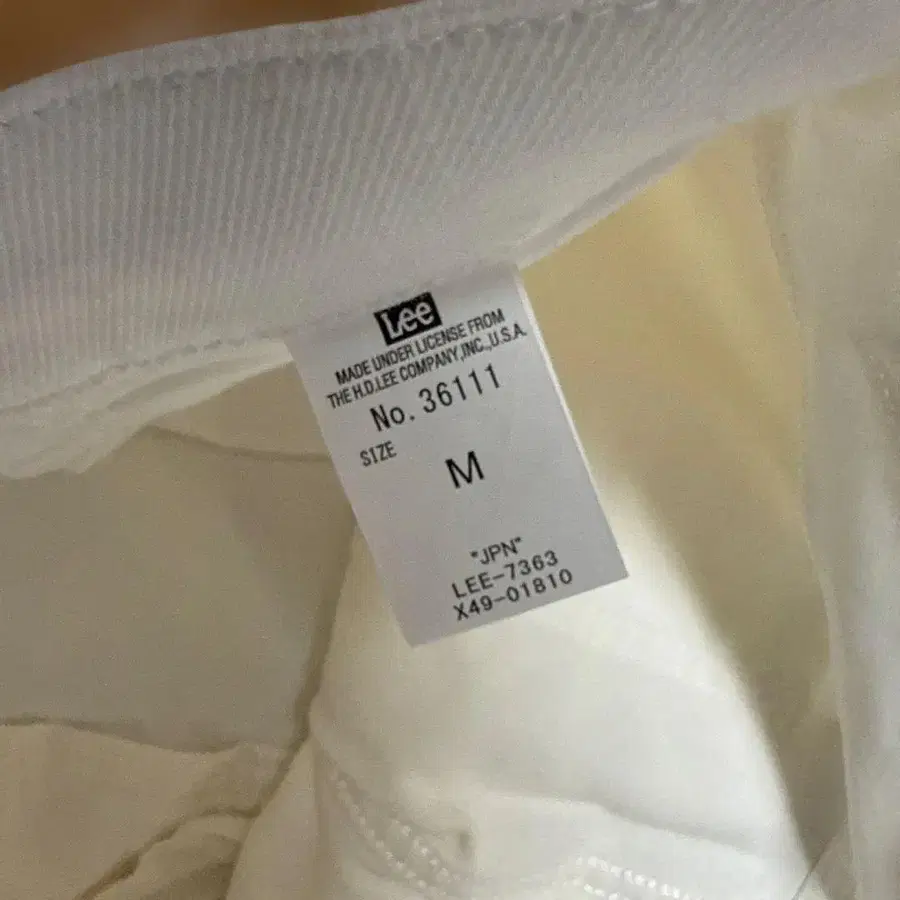 Lee
MADE UNDER LICENSE FROM
THE H.D.LEE COMPANY,INC.,U.S.A.
No. 36111
SIZE
M
"JPN"
LEE-7363
X49-01810